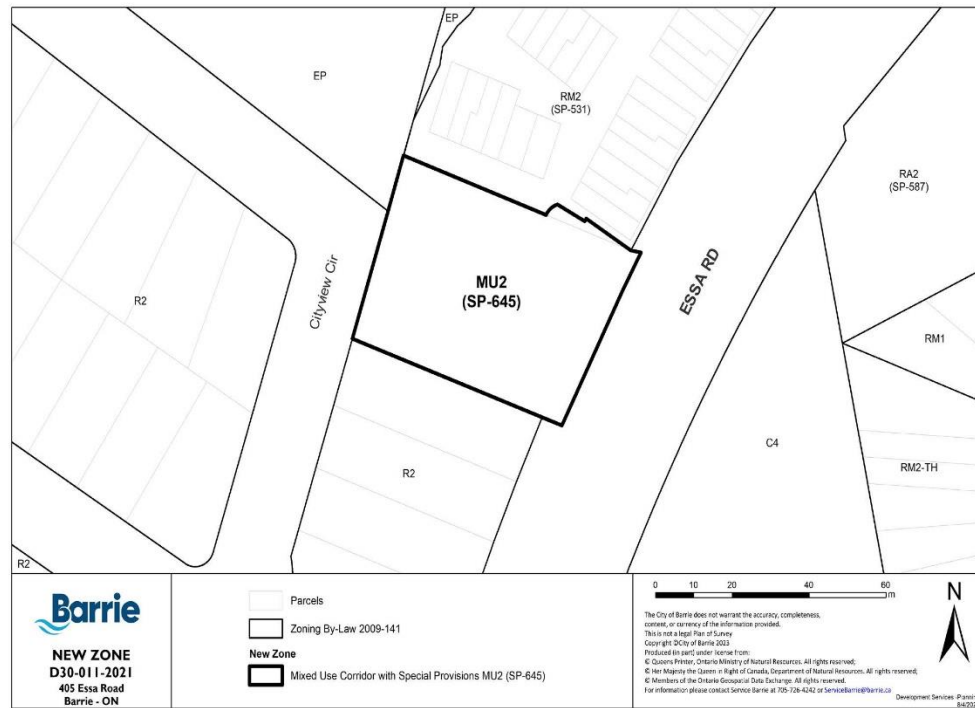 EP
EP
RM2
(SP-531)
RA2
(SP-587)
R2
Cityview Cir
MU2
(SP-645)
ESSA RD
RM1
R2
C4
RM2-TH
R2
Barrie
NEW ZONE
D30-011-2021
405 Essa Road
Barrie - ON
Parcels
Zoning By-Law 2009-141
New Zone
Mixed Use Corridor with Special Provisions MU2 (SP-645)
0 10 20 40 60
m
N
The City of Barrie does not warrant the accuracy, completeness,
content, or currency of the information provided.
This is not a legal Plan of Survey
Copyright ©City of Barrie 2023
Produced (in part) under license from:
© Queens Printer, Ontario Ministry of Natural Resources. All rights reserved;
© Her Majesty the Queen in Right of Canada, Department of Natural Resources. All rights reserved;
© Members of the Ontario Geospatial Data Exchange. All rights reserved.
For information please contact Service Barrie at 705-726-4242 or ServiceBarrie@barrie.ca
Development Services